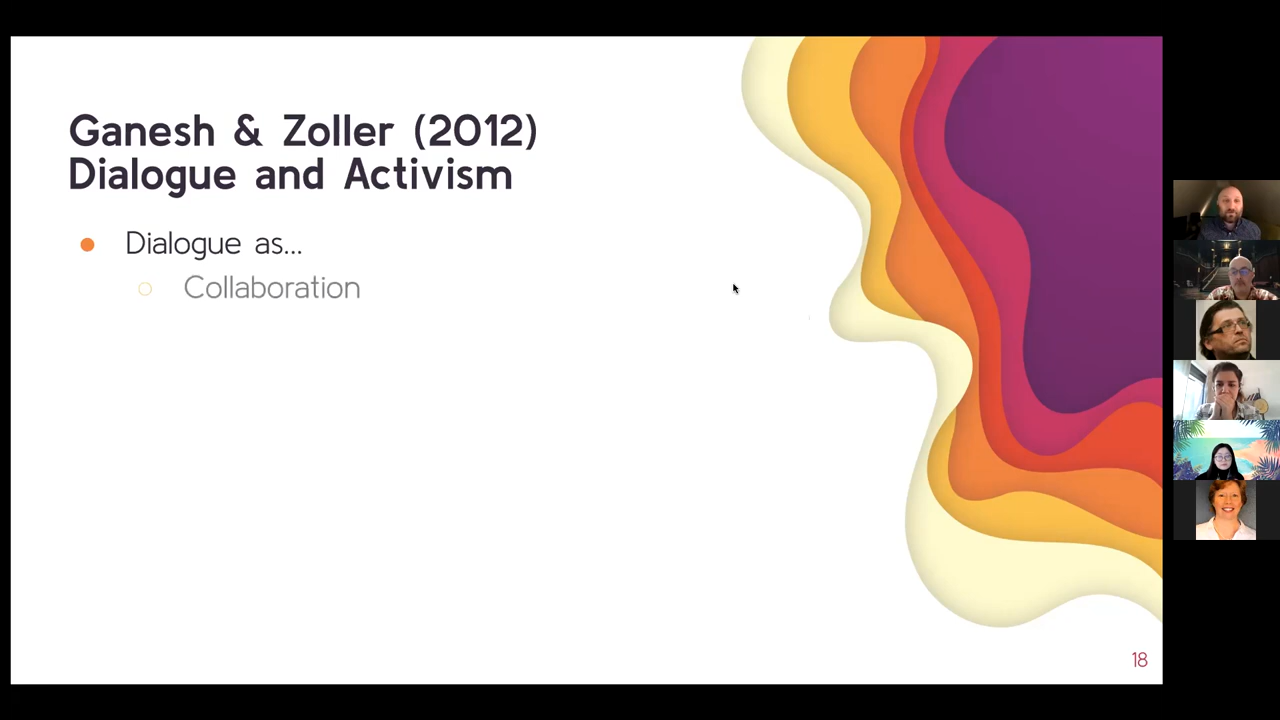 Ganesh & Zoller (2012)
Dialogue and Activism
Dialogue as...
Collaboration
18